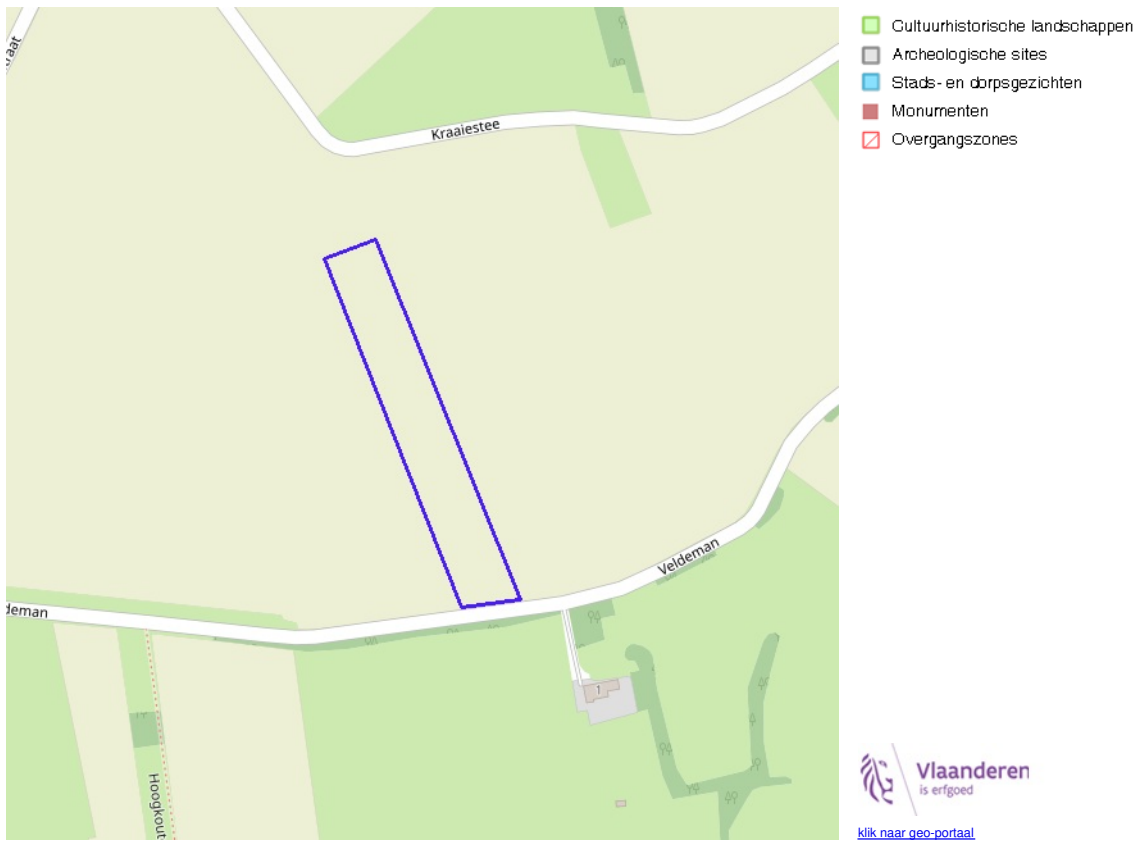 raat
Kraaiestee
Veldeman
deman
Hoogkout
1
Cultuurhistorische landschappen
Archeologische sites
Stads- en dorpsgezichten
Monumenten
Overgangszones
Vlaanderen
is erfgoed
klik naar geo-portaal